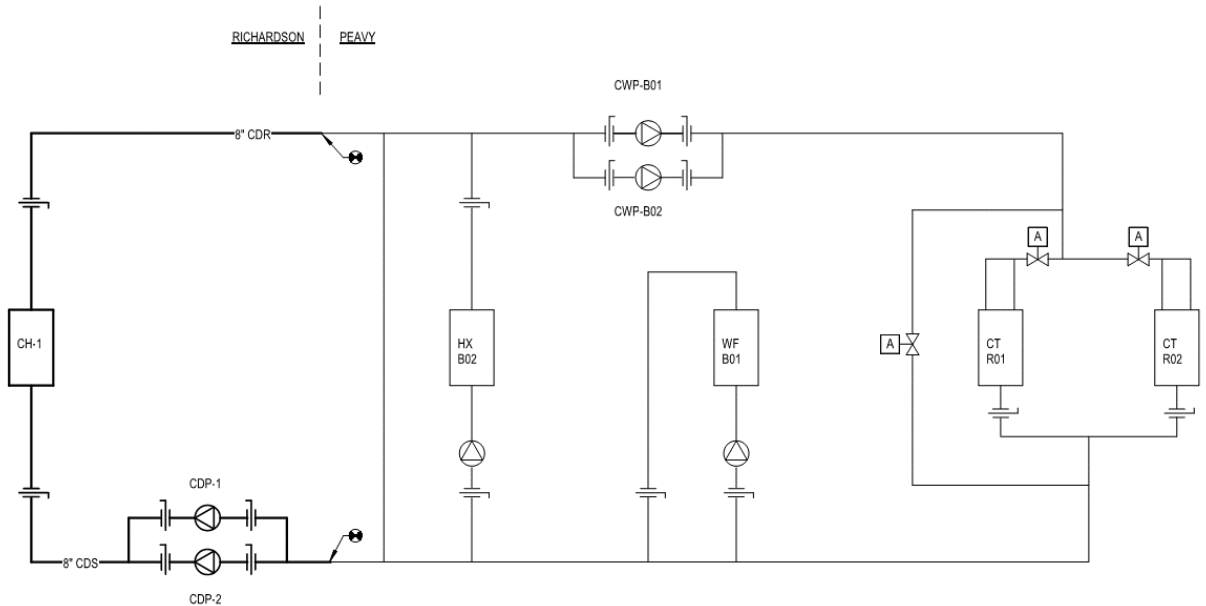 RICHARDSON
PEAVY
CWP-B01
8" CDR
CWP-B02
A
A
CH-1
HX
B02
WF
B01
A
CT
R01
CT
R02
CDP-1
8" CDS
CDP-2